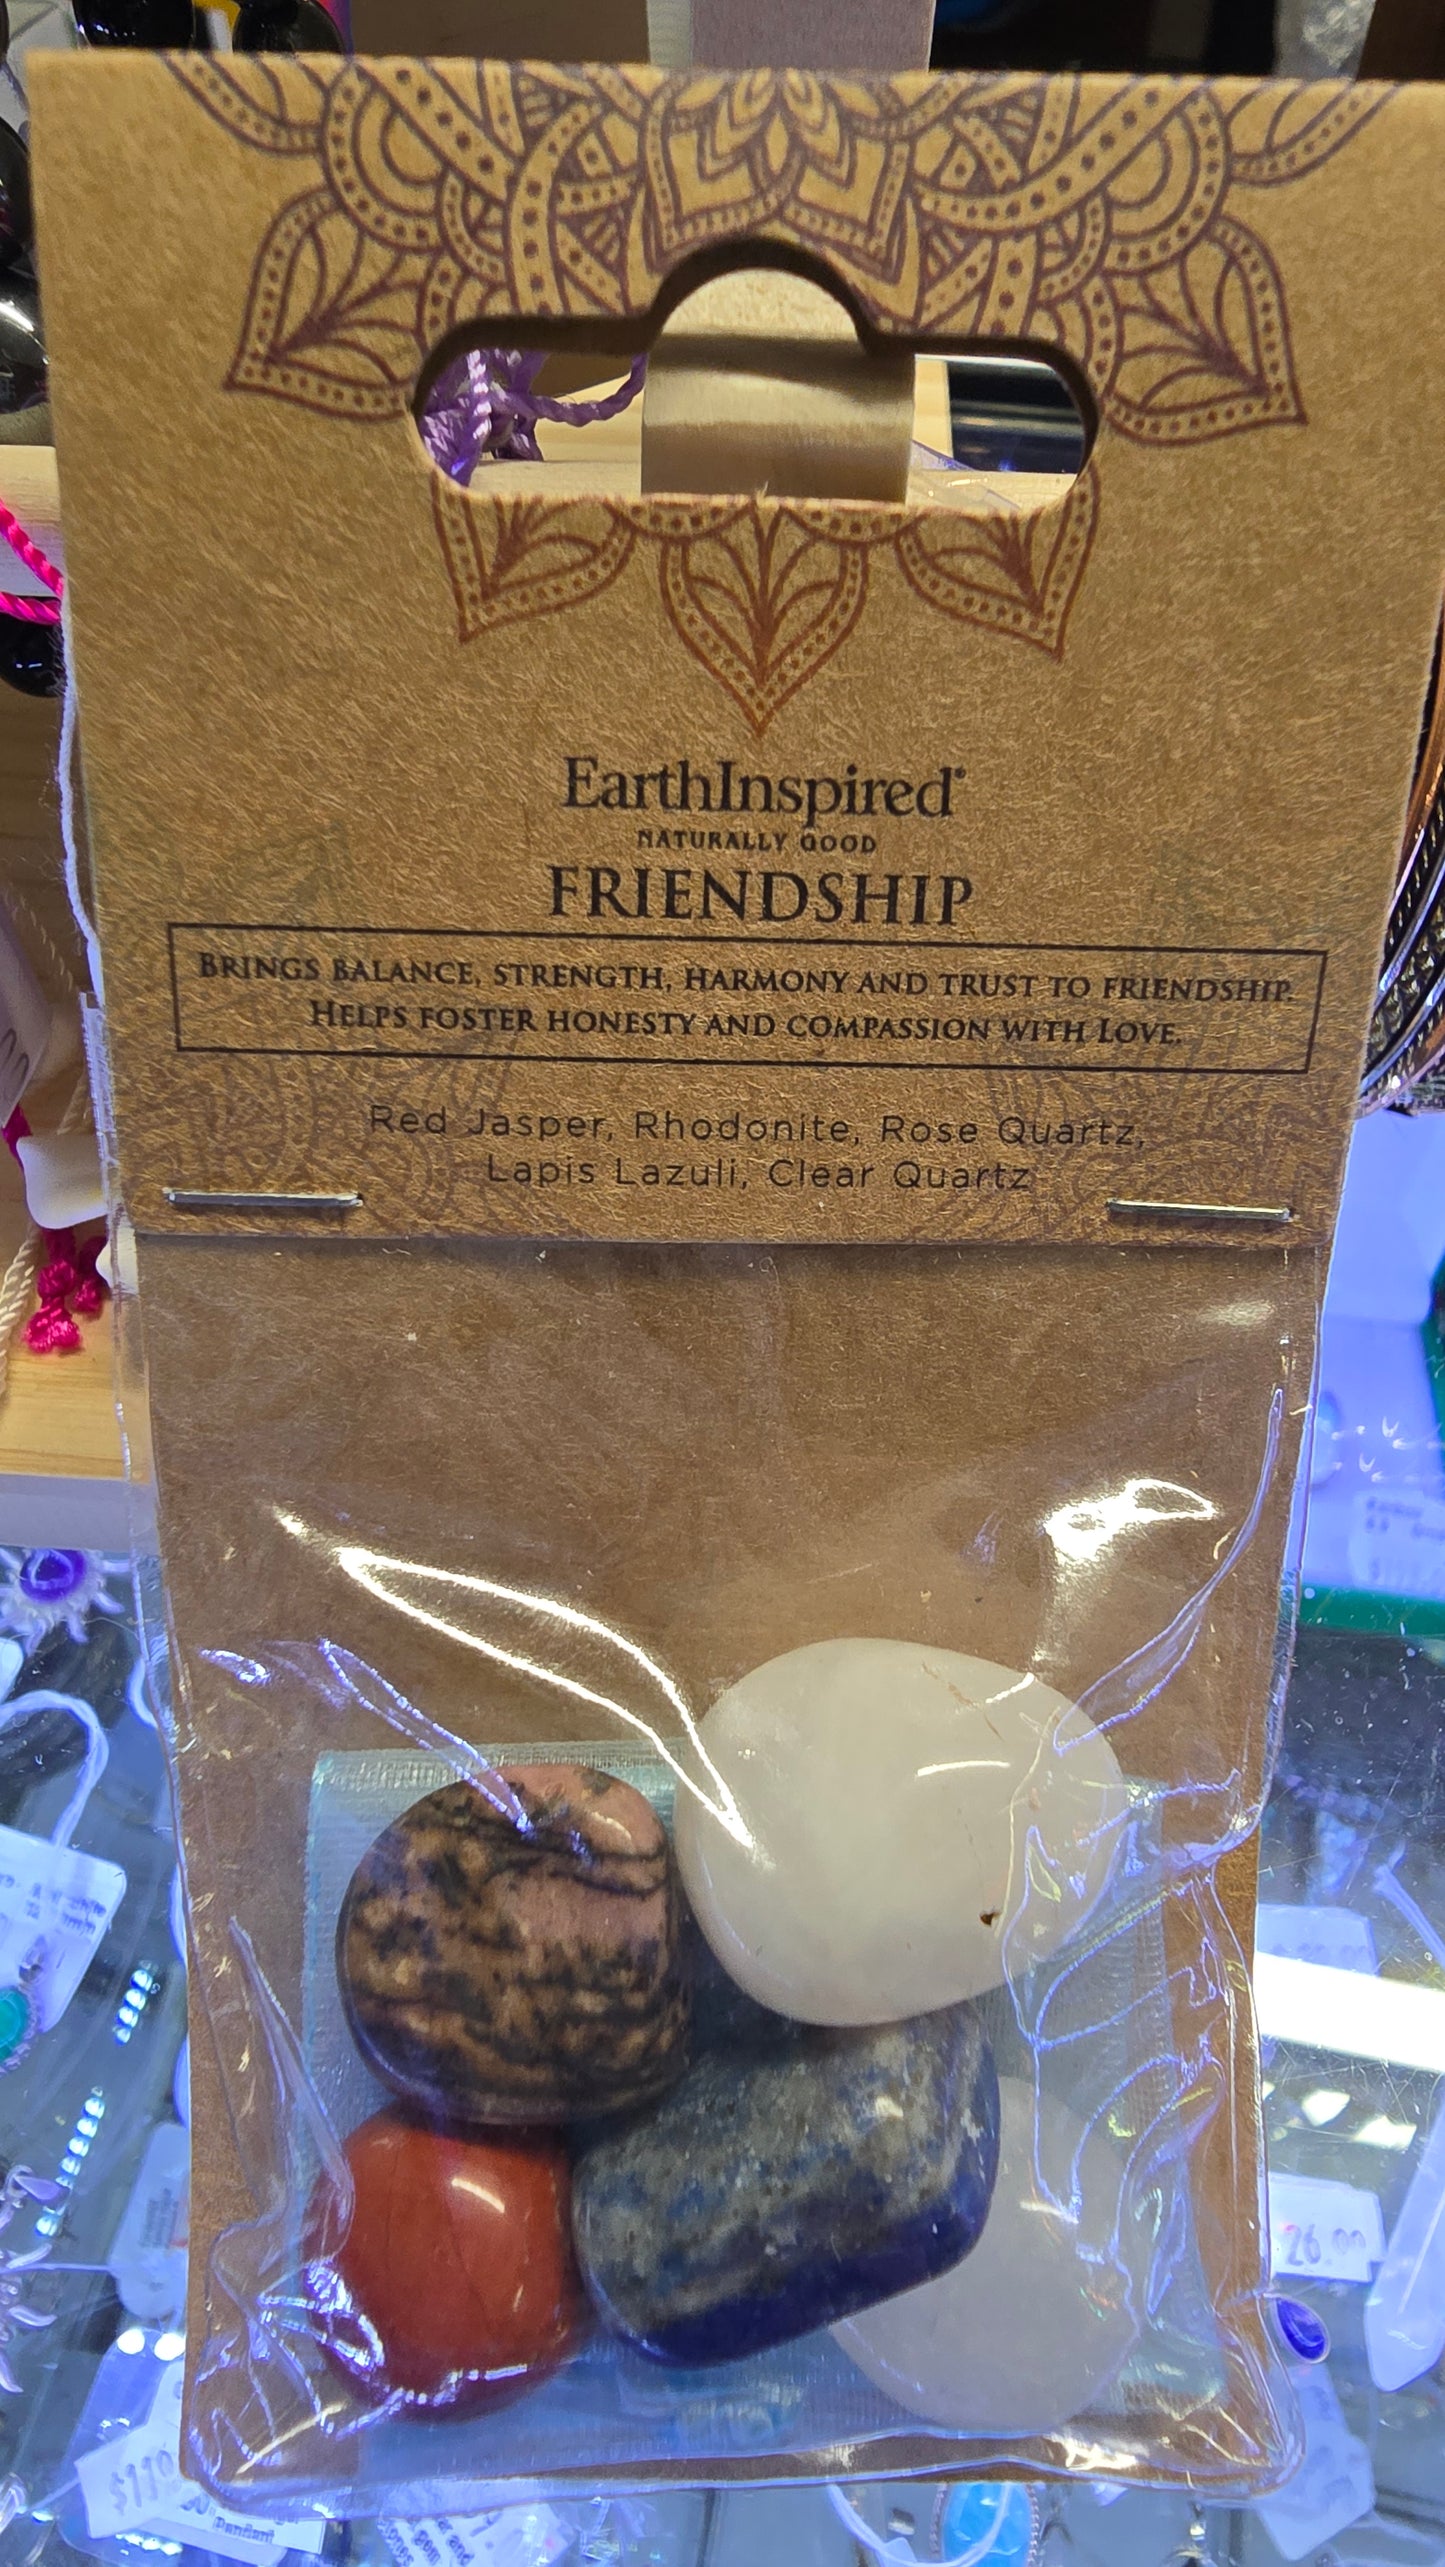 EarthInspired
NATURALLY GOOD
FRIENDSHIP
BRINGS BALANCE, STRENGTH, HARMONY AND TRUST TO FRIENDSHIP.
HELPS FOSTER HONESTY AND COMPASSION WITH LOVE.
Red Jasper, Rhodonite, Rose Quartz,
Lapis Lazuli, Clear Quartz
26.00
Pendant